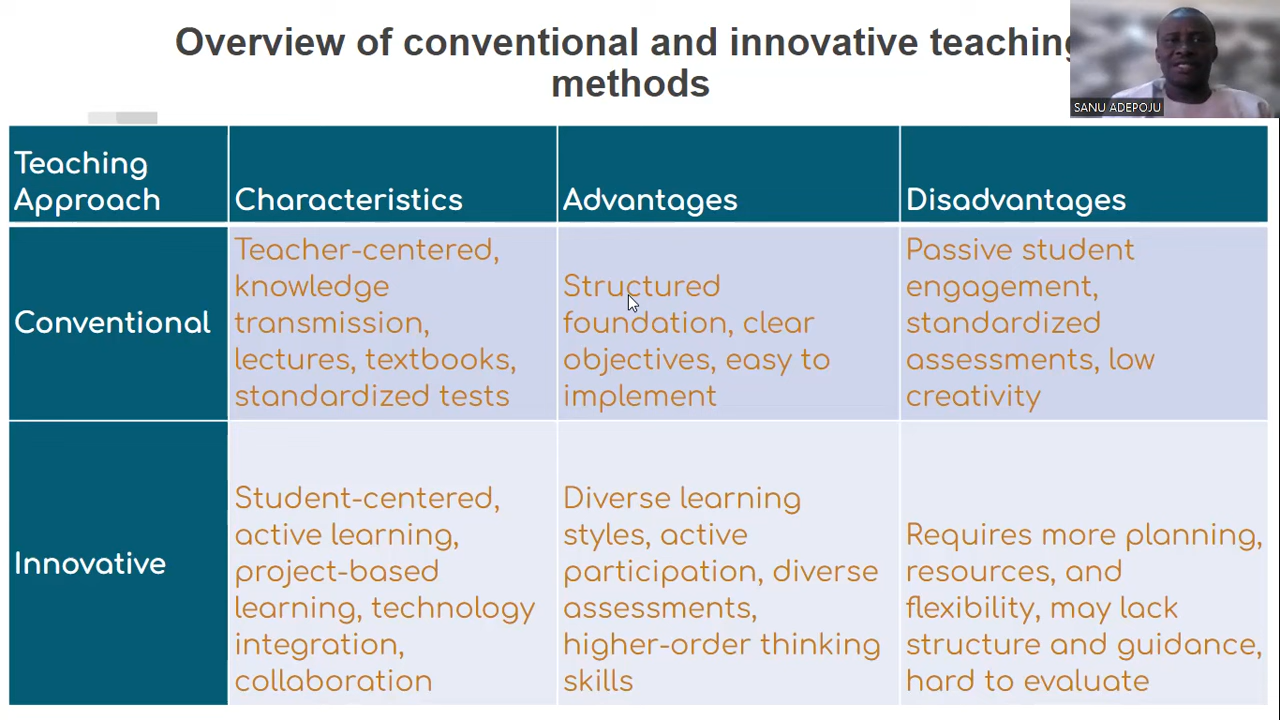 Overview of conventional and innovative teaching
methods
SANU ADEPOJU
Teaching
Approach
Characteristics
Advantages
Disadvantages
Conventional
Teacher-centered,
knowledge
transmission,
lectures, textbooks,
standardized tests
Structured
foundation, clear
objectives, easy to
implement
Passive student
engagement,
standardized
assessments, low
creativity
Innovative
Student-centered,
active learning,
project-based
learning, technology
integration,
collaboration
Diverse learning
styles, active
participation, diverse
assessments,
higher-order thinking
skills
Requires more planning,
resources, and
flexibility, may lack
structure and guidance,
hard to evaluate